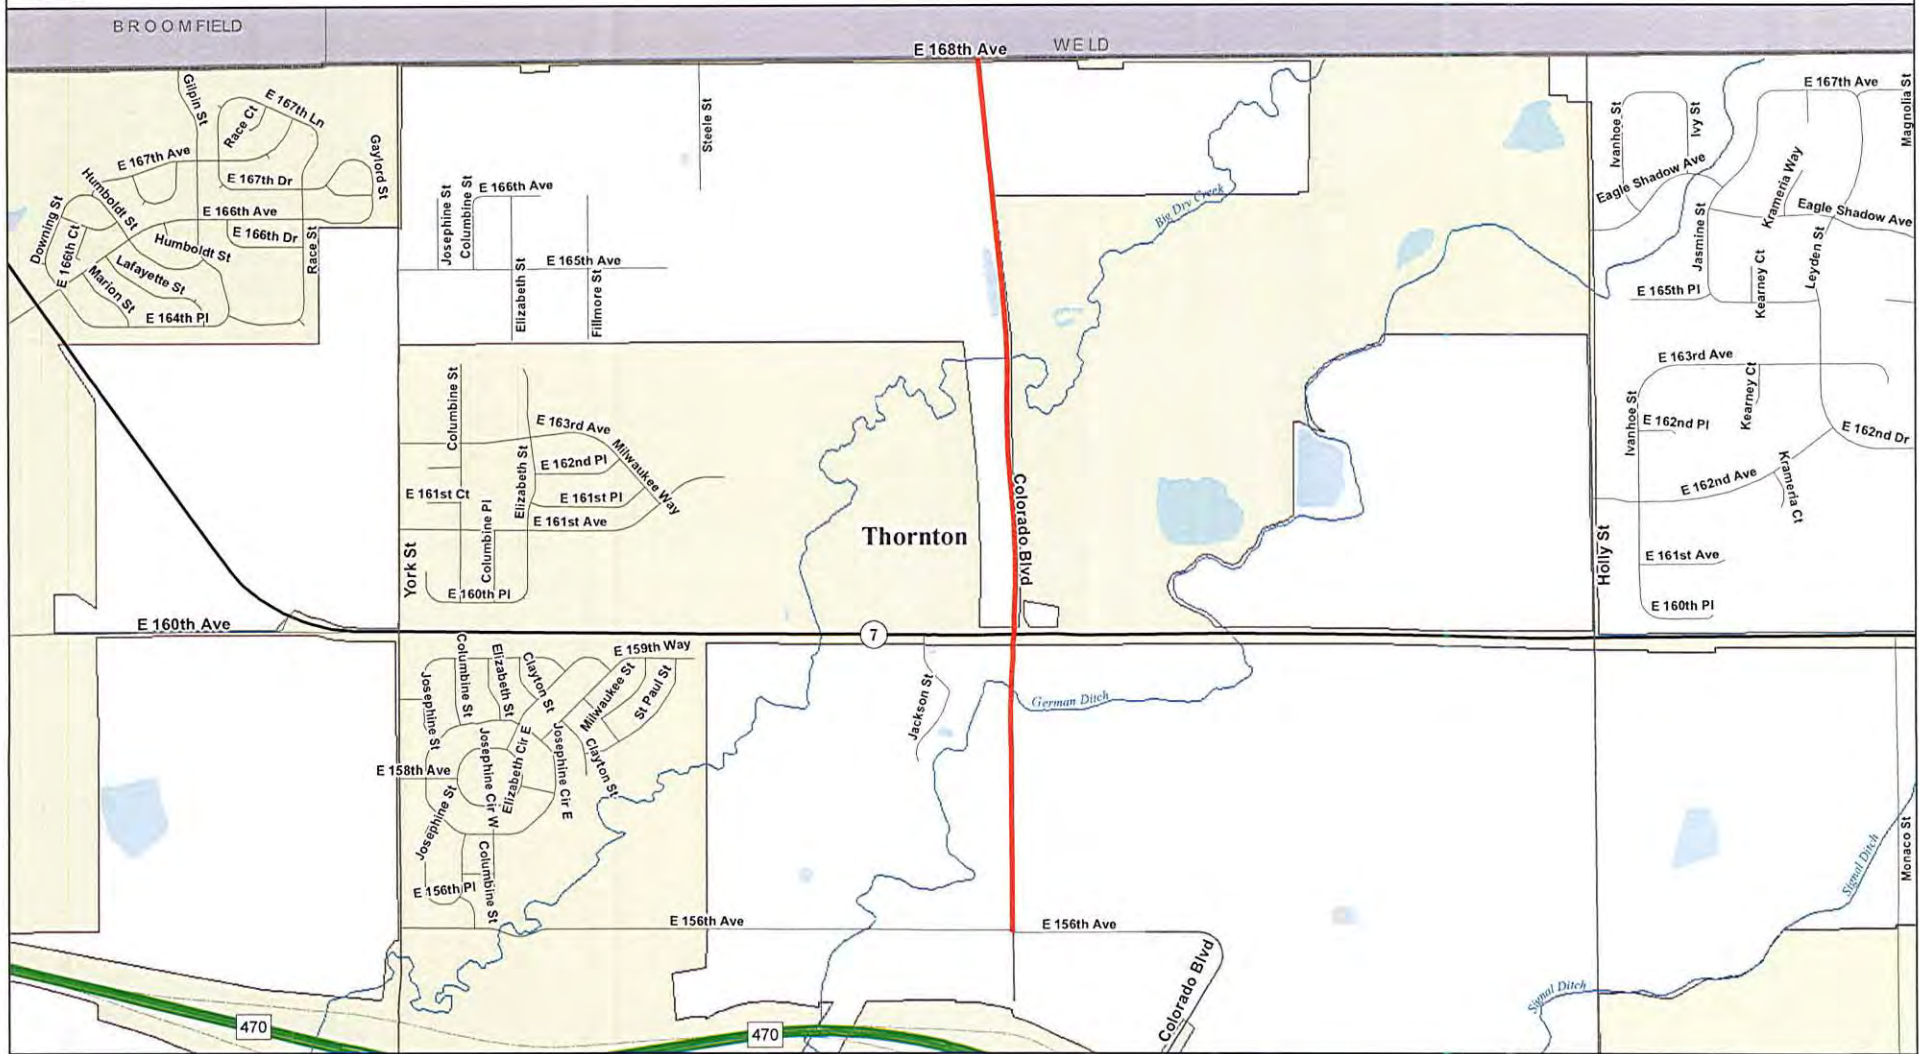 BROOMFIELD
WELD
E 168th Ave
Gilpin St
E 167th Ln
Race Ct
E 167th Ave
Gaylord St
E 167th Dr
Humboldt St
Downing St
E 166th Ave
E 166th Dr
E 166th Ct
Humboldt St
Race St
Lafayette St
Marion St
E 164th Pl
Steele St
Josephine St
Columbine St
E 166th Ave
E 165th Ave
Elizabeth St
Fillmore St
Big Dry Creek
Ivanhoe St
Ivy St
E 167th Ave
Magnolia St
Eagle Shadow Ave
Krameria Way
Eagle Shadow Ave
Jasmine St
Kearney Ct
Leyden St
E 165th Pl
E 163rd Ave
Kearney Ct
Ivanhoe St
E 162nd Pl
E 162nd Dr
E 162nd Ave
Krameria Ct
E 161st Ave
E 160th Pl
Holly St
Columbine St
E 163rd Ave
Milwaukee Way
Elizabeth St
E 162nd Pl
E 161st Ct
E 161st Pl
E 161st Ave
Columbine Pl
York St
E 160th Pl
Thornton
Colorado Blvd
E 160th Ave
7
E 159th Way
Columbine St
Elizabeth St
Clayton St
Milwaukee St
St Paul St
Josephine St
Jackson St
German Ditch
Josephine Cir W
Elizabeth Cir E
Josephine Cir E
Clayton St
E 158th Ave
Josephine St
Columbine St
E 156th Pl
E 156th Ave
E 156th Ave
Colorado Blvd
Signal Ditch
Monaco St
Signal Ditch
470
470